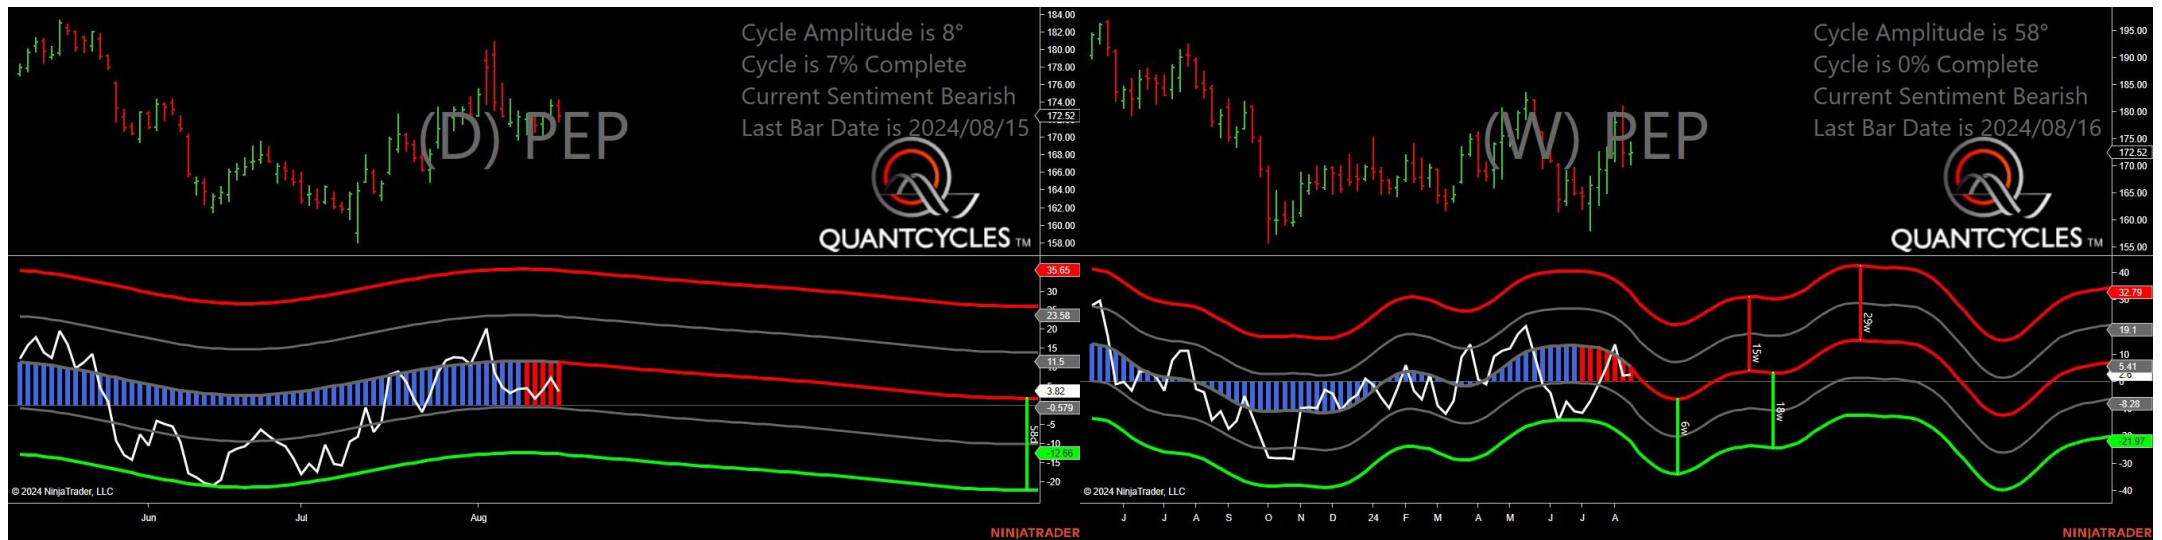 Cycle Amplitude is 8°
Cycle is 7% Complete
Current Sentiment Bearish
Last Bar Date is 2024/08/15
(D) PEP
QUANTCYCLES TM
184.00
182.00
180.00
178.00
176.00
174.00
172.52
170.00
168.00
166.00
164.00
162.00
160.00
158.00
35.65
30
23.58
20
15
11.5
3.82
-0.579
-5
-10
-12.66
-15
-20
58d
© 2024 NinjaTrader, LLC
Jun Jul Aug
NINJATRADER
Cycle Amplitude is 58°
Cycle is 0% Complete
Current Sentiment Bearish
Last Bar Date is 2024/08/16
(W) PEP
QUANTCYCLES TM
195.00
190.00
185.00
180.00
175.00
172.52
170.00
165.00
160.00
155.00
40
32.79
19.1
10
5.41
-8.28
-21.97
-30
-40
15w
29w
6w
18w
© 2024 NinjaTrader, LLC
J J A S O N D 24 F M A M J J A
NINJATRADER